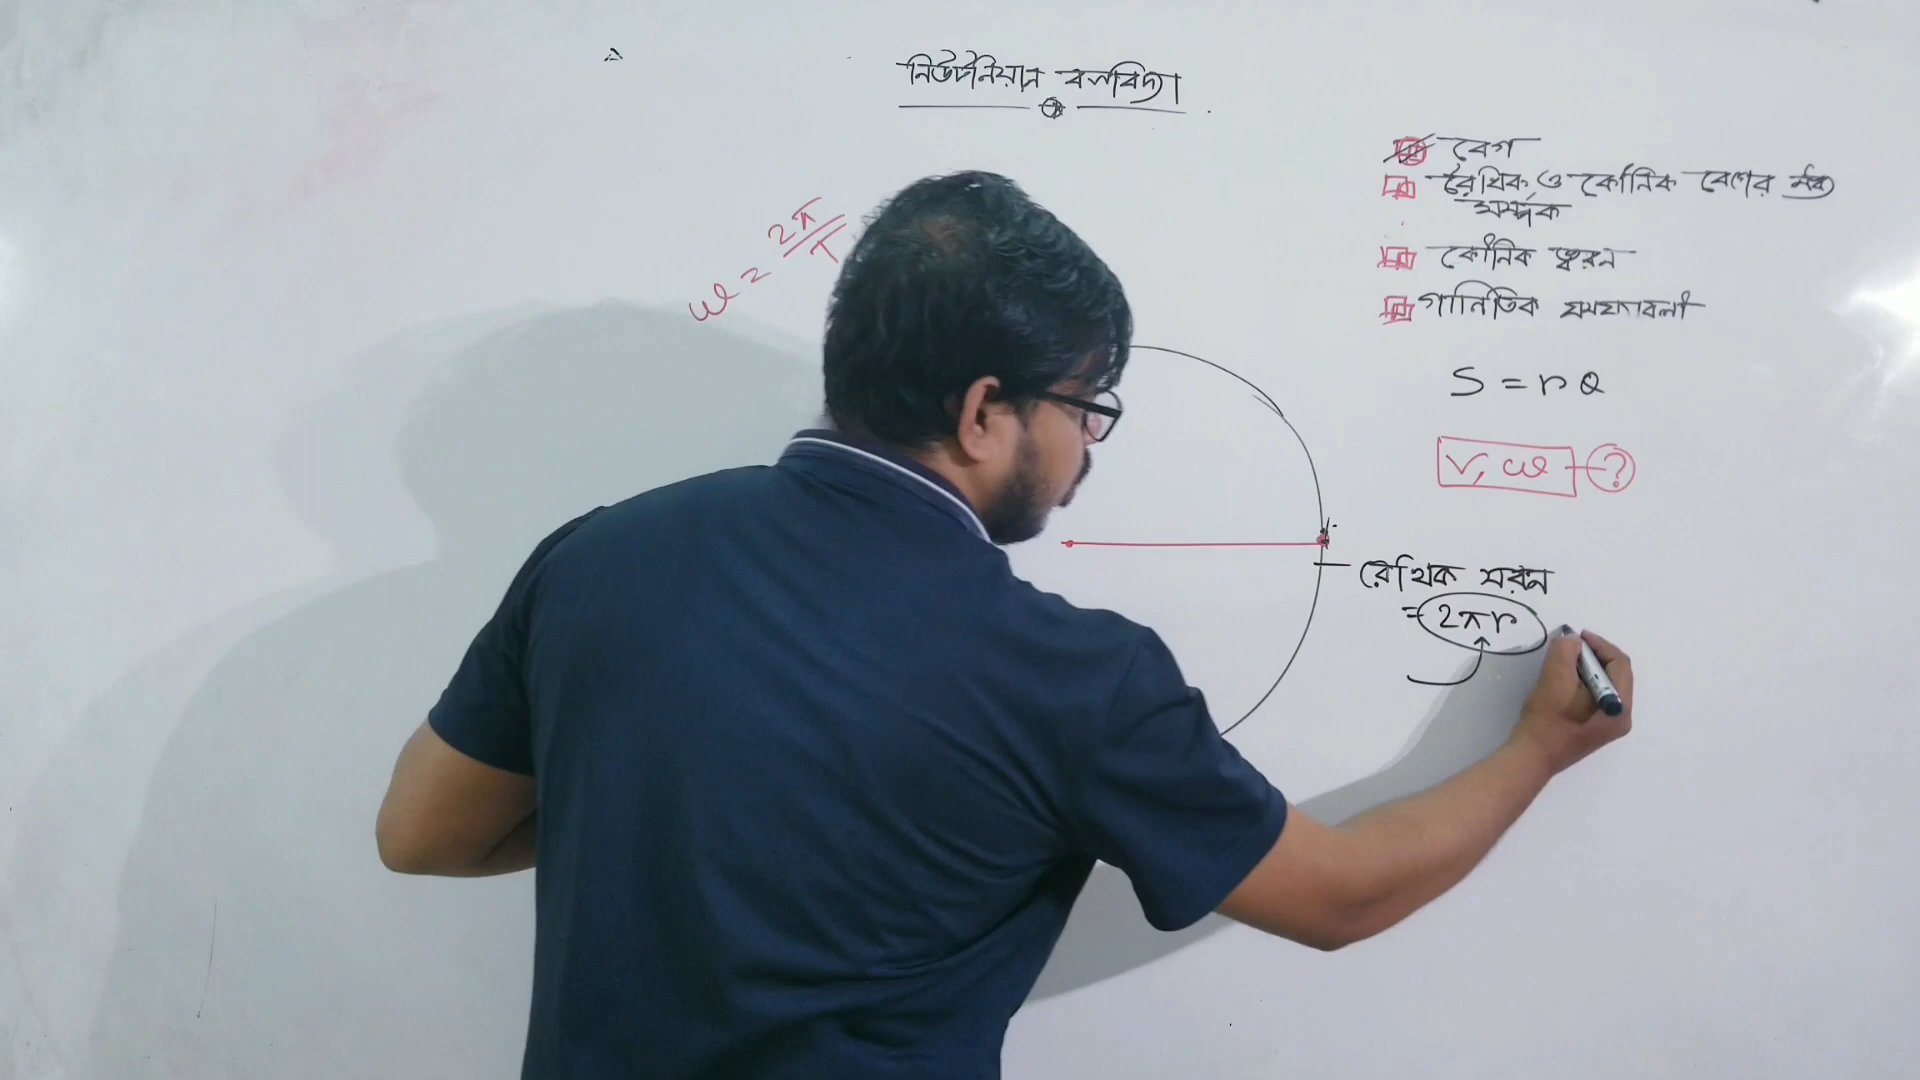 নিউটনিয়ান বলবিদ্যা
বেগ
রৈখিক ও কৌনিক বেগের
সম্পর্ক
কৌনিক ত্বরন
গানিতিক সমস্যাবলী
ω = 2π/T
S = rθ
v, ω - ?
রৈখিক সরন
= 2πr